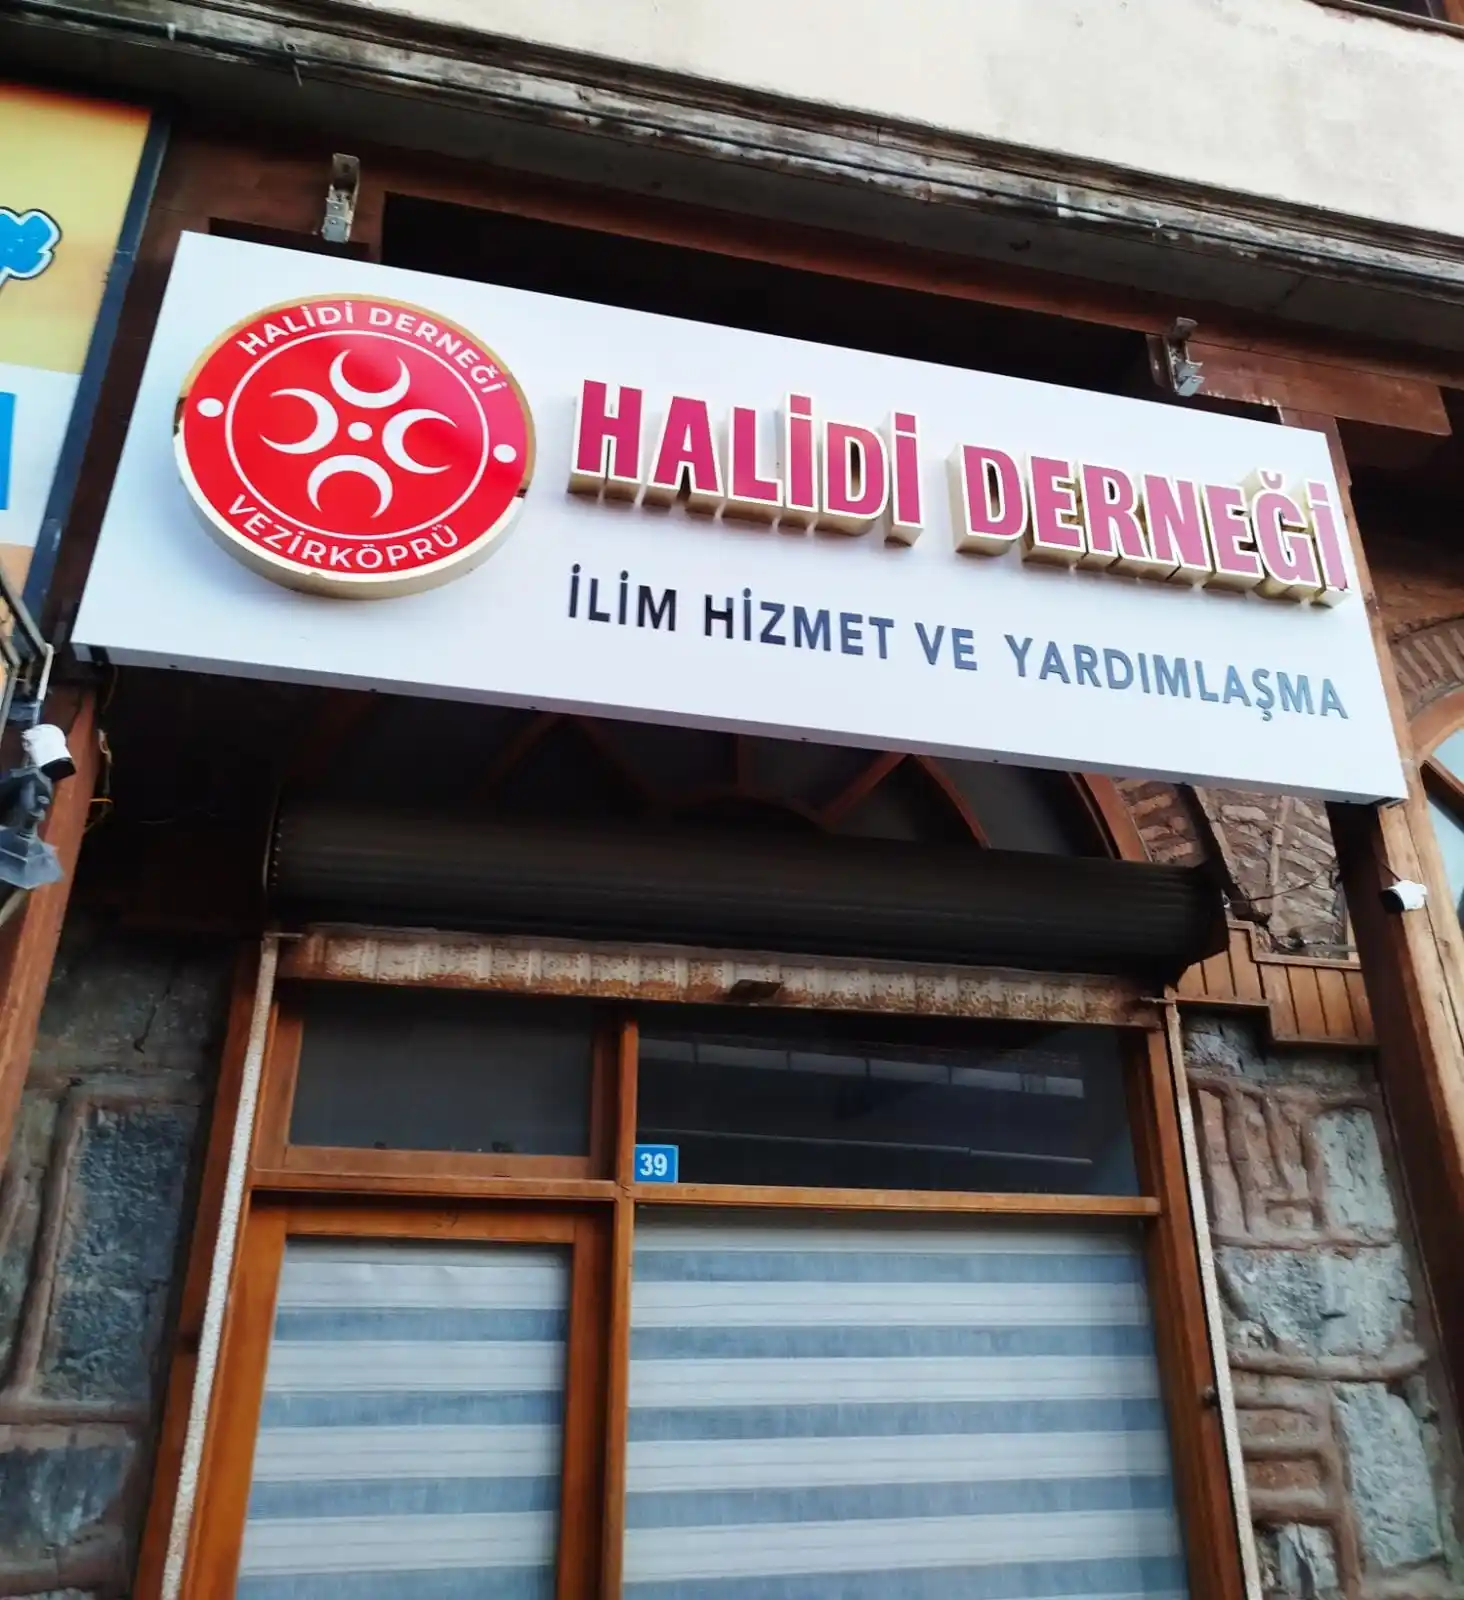 HALİDİ DERNEĞİ
VEZİRKÖPRÜ
HALİDİ DERNEĞİ
İLİM HİZMET VE YARDIMLAŞMA
39